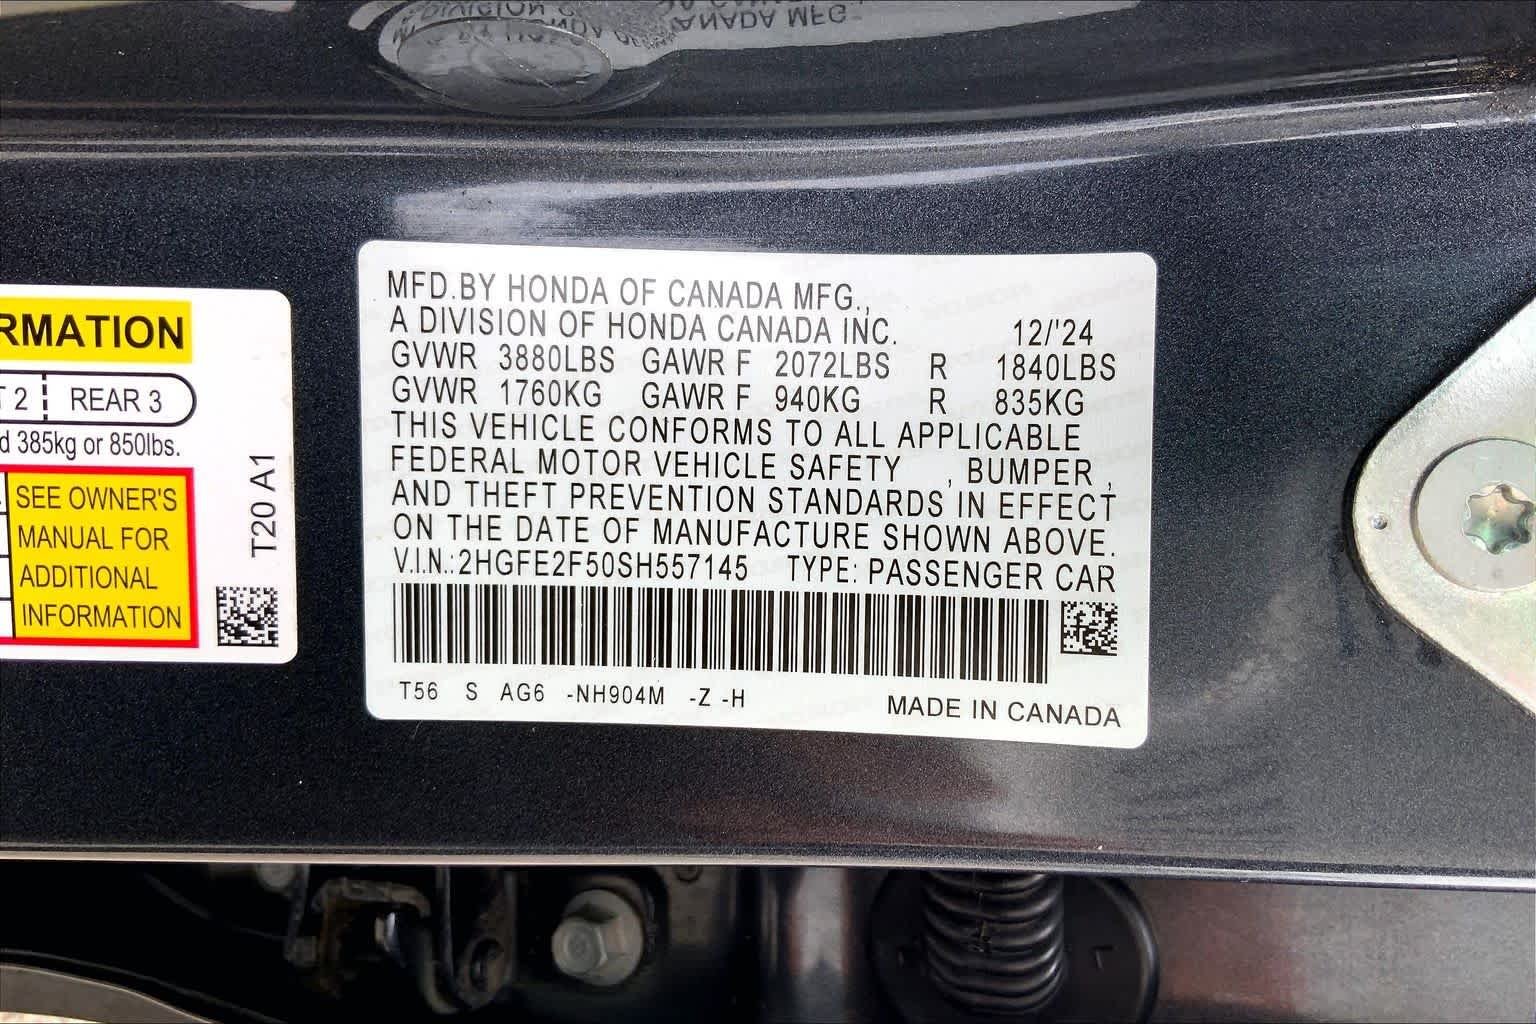 MFD.BY HONDA OF CANADA MFG.,
A DIVISION OF HONDA CANADA INC. 12/'24
GVWR 3880LBS GAWR F 2072LBS R 1840LBS
GVWR 1760KG GAWR F 940KG R 835KG
THIS VEHICLE CONFORMS TO ALL APPLICABLE
FEDERAL MOTOR VEHICLE SAFETY , BUMPER ,
AND THEFT PREVENTION STANDARDS IN EFFECT
ON THE DATE OF MANUFACTURE SHOWN ABOVE.
V.I.N.:2HGFE2F50SH557145 TYPE: PASSENGER CAR
T56 S AG6 -NH904M -Z -H
MADE IN CANADA
2 REAR 3
385kg or 850lbs.
SEE OWNER'S
MANUAL FOR
ADDITIONAL
INFORMATION
T20 A1